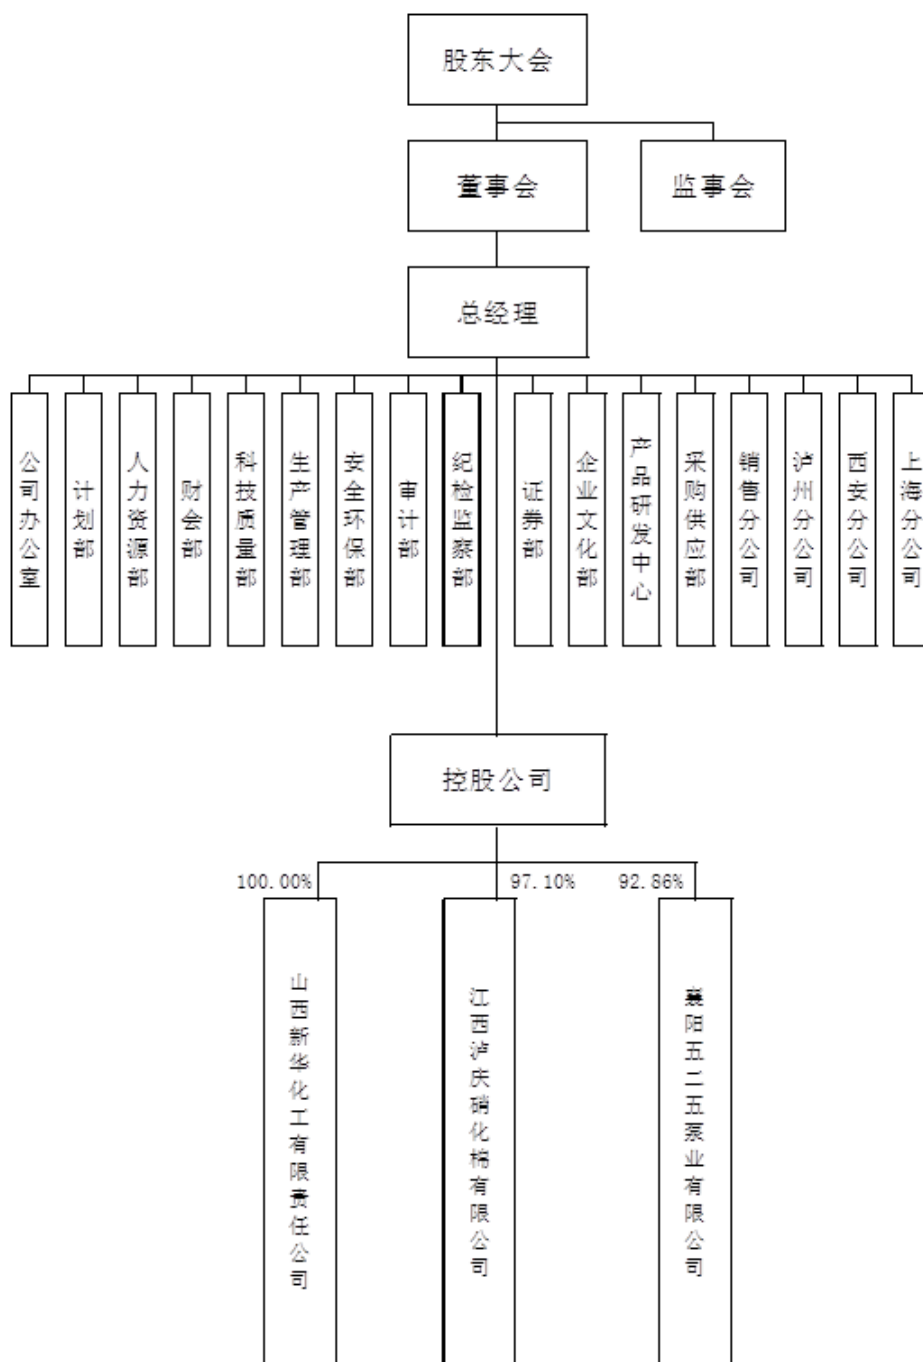 股东大会
董事会
监事会
总经理
公司办公室
计划部
人力资源部
财会部
科技质量部
生产管理部
安全环保部
审计部
纪检监察部
证券部
企业文化部
产品研发中心
采购供应部
销售分公司
泸州分公司
西安分公司
上海分公司
控股公司
100.00%
97.10%
92.86%
山西新华化工有限责任公司
江西泸庆硝化棉有限公司
襄阳五二五泵业有限公司